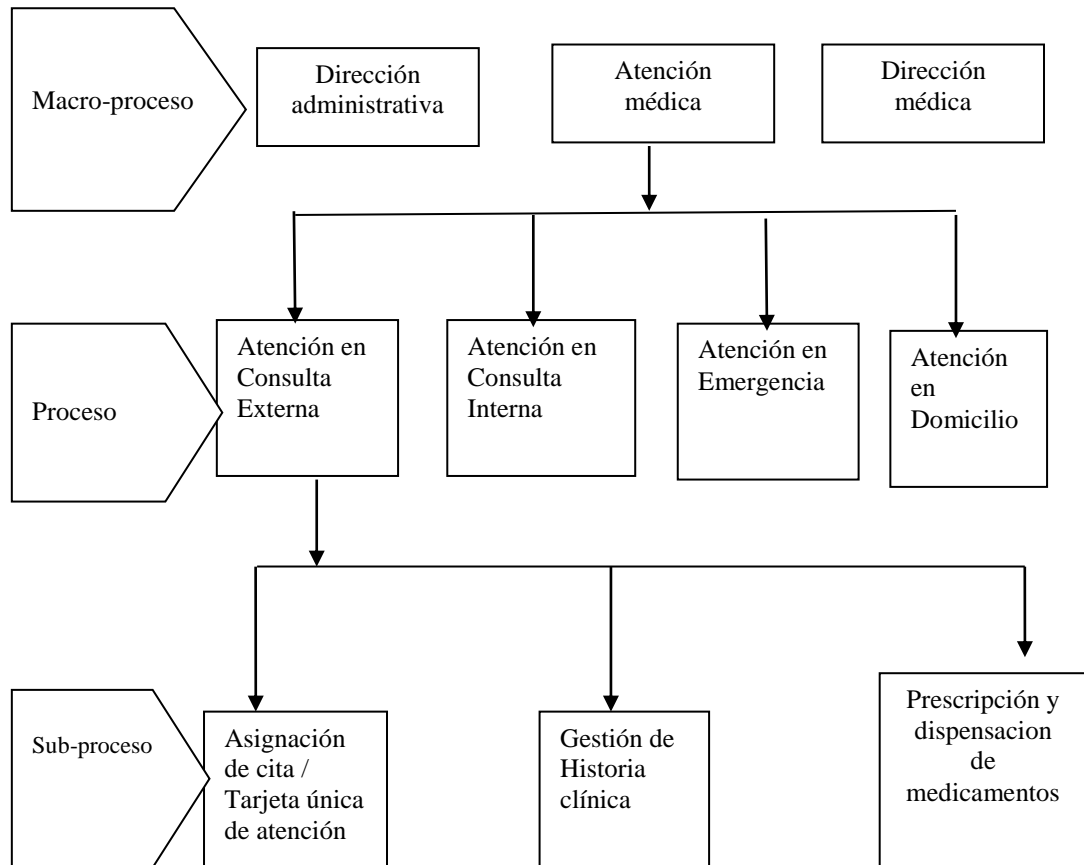 Macro-proceso
Dirección
administrativa
Atención
médica
Dirección
médica
Proceso
Atención en
Consulta
Externa
Atención en
Consulta
Interna
Atención en
Emergencia
Atención
en
Domicilio
Sub-proceso
Asignación
de cita /
Tarjeta única
de atención
Gestión de
Historia
clínica
Prescripción y
dispensacion
de
medicamentos